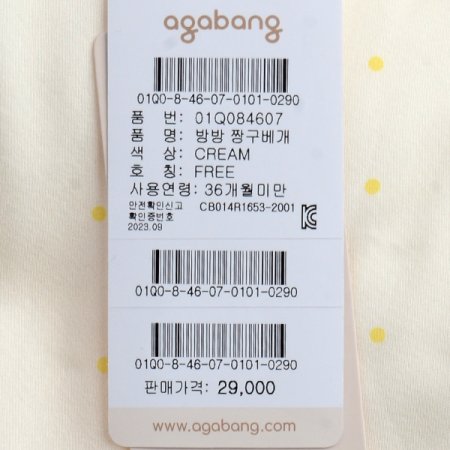 agabang
01Q0-8-46-07-0101-0290
품 번: 01Q084607
품 명: 방방 짱구베개
색 상: CREAM
호 칭: FREE
사용연령: 36개월미만
안전확인신고 확인증번호 CB014R1653-2001
2023.09
01Q0-8-46-07-0101-0290
01Q0-8-46-07-0101-0290
판매가격: 29,000
www.agabang.com